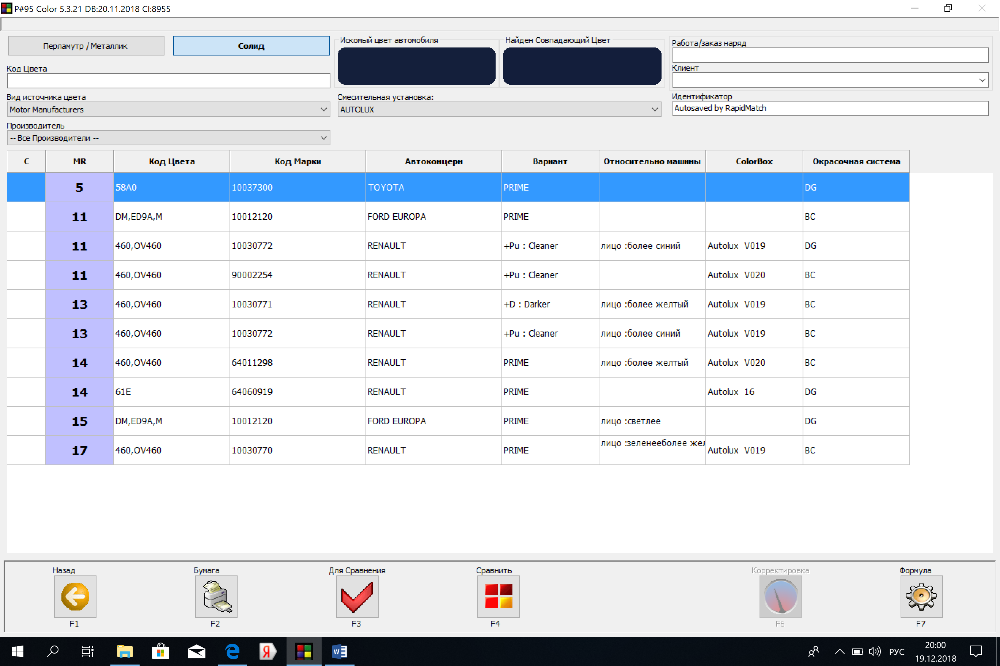 P#95 Color 5.3.21 DB:20.11.2018 CI:8955
Перламутр / Металлик
Солид
Искомый цвет автомобиля
Найден Совпадающий Цвет
Работа/заказ наряд
Код Цвета
Клиент
Вид источника цвета
Смесительная установка:
Идентификатор
Motor Manufacturers
AUTOLUX
Autosaved by RapidMatch
Производитель
-- Все Производители --
C MR Код Цвета Код Марки Автоконцерн Вариант Относительно машины ColorBox Окрасочная система
5 58A0 10037300 TOYOTA PRIME DG
11 DM,ED9A,M 10012120 FORD EUROPA PRIME BC
11 460,OV460 10030772 RENAULT +Pu : Cleaner лицо :более синий Autolux V019 DG
11 460,OV460 90002254 RENAULT +Pu : Cleaner Autolux V020 BC
13 460,OV460 10030771 RENAULT +D : Darker лицо :более желтый Autolux V019 BC
13 460,OV460 10030772 RENAULT +Pu : Cleaner лицо :более синий Autolux V019 BC
14 460,OV460 64011298 RENAULT PRIME лицо :более желтый Autolux V020 BC
14 61E 64060919 RENAULT PRIME Autolux 16 DG
15 DM,ED9A,M 10012120 FORD EUROPA PRIME лицо :светлее DG
17 460,OV460 10030770 RENAULT PRIME лицо :зеленееболее жел Autolux V019 BC
Назад Бумага Для Сравнения Сравнить Корректировка Формула
F1 F2 F3 F4 F6 F7
РУС
20:00
19.12.2018